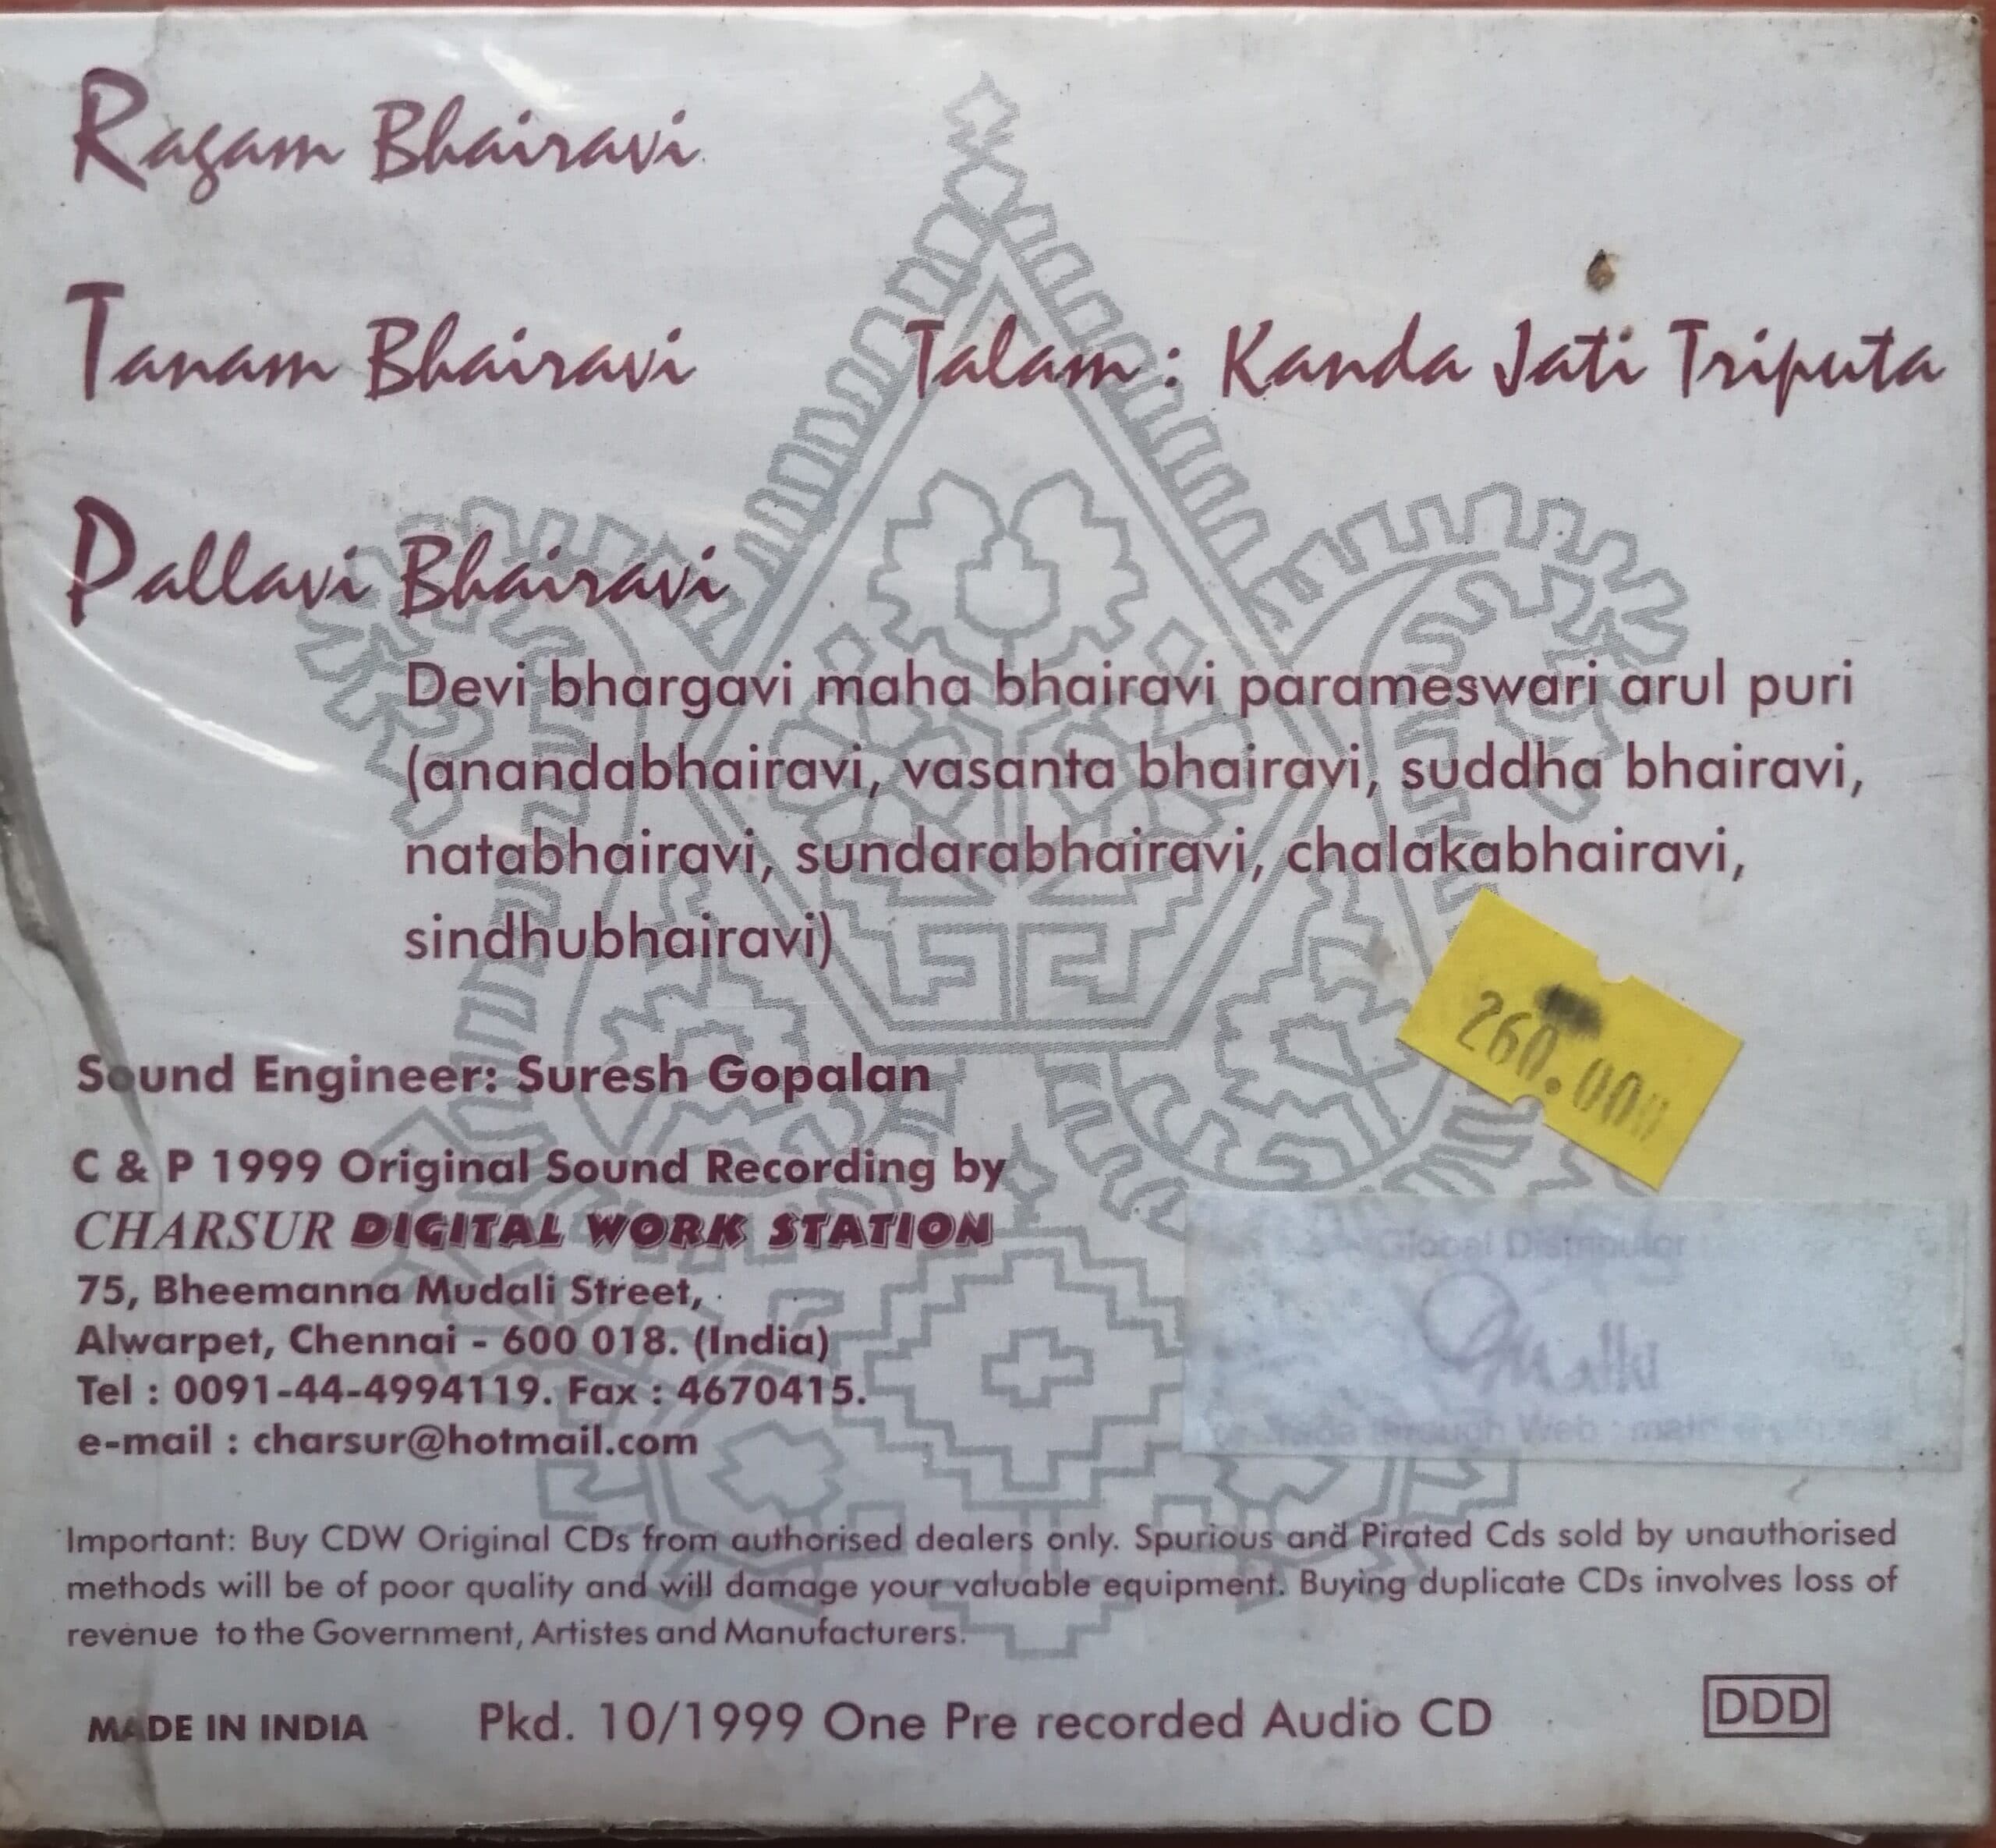 Ragam Bhairavi
Tanam Bhairavi Talam : Kanda Jati Triputa
Pallavi Bhairavi
Devi bhargavi maha bhairavi parameswari arul puri
(anandabhairavi, vasanta bhairavi, suddha bhairavi,
natabhairavi, sundarabhairavi, chalakabhairavi,
sindhubhairavi)
260.00
Sound Engineer: Suresh Gopalan
C & P 1999 Original Sound Recording by
CHARSUR DIGITAL WORK STATION
75, Bheemanna Mudali Street,
Alwarpet, Chennai - 600 018. (India)
Tel : 0091-44-4994119. Fax : 4670415.
e-mail : charsur@hotmail.com
Global Distributor
through Web :
Important: Buy CDW Original CDs from authorised dealers only. Spurious and Pirated Cds sold by unauthorised
methods will be of poor quality and will damage your valuable equipment. Buying duplicate CDs involves loss of
revenue to the Government, Artistes and Manufacturers.
MADE IN INDIA Pkd. 10/1999 One Pre recorded Audio CD DDD